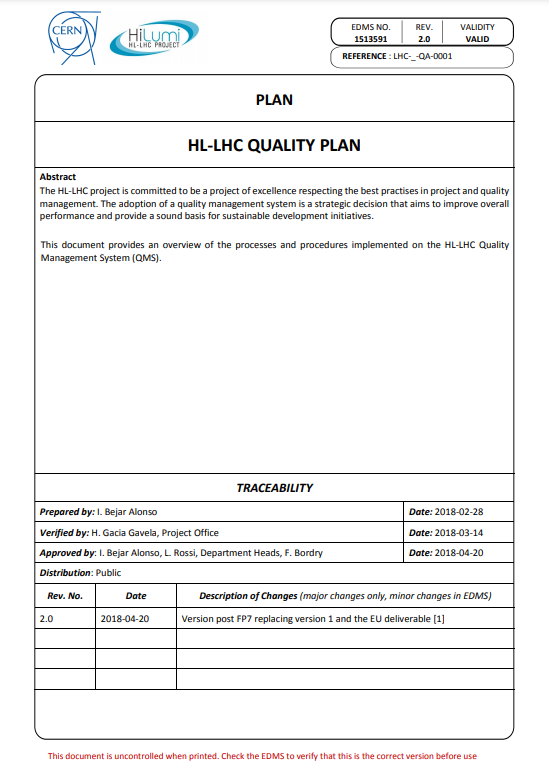 CERN
HiLumi
HL-LHC PROJECT
EDMS NO. REV. VALIDITY
1513591 2.0 VALID
REFERENCE : LHC-_-QA-0001
PLAN
HL-LHC QUALITY PLAN
Abstract
The HL-LHC project is committed to be a project of excellence respecting the best practises in project and quality
management. The adoption of a quality management system is a strategic decision that aims to improve overall
performance and provide a sound basis for sustainable development initiatives.
This document provides an overview of the processes and procedures implemented on the HL-LHC Quality
Management System (QMS).
TRACEABILITY
Prepared by: I. Bejar Alonso Date: 2018-02-28
Verified by: H. Gacia Gavela, Project Office Date: 2018-03-14
Approved by: I. Bejar Alonso, L. Rossi, Department Heads, F. Bordry Date: 2018-04-20
Distribution: Public
Rev. No. Date Description of Changes (major changes only, minor changes in EDMS)
2.0 2018-04-20 Version post FP7 replacing version 1 and the EU deliverable [1]
This document is uncontrolled when printed. Check the EDMS to verify that this is the correct version before use